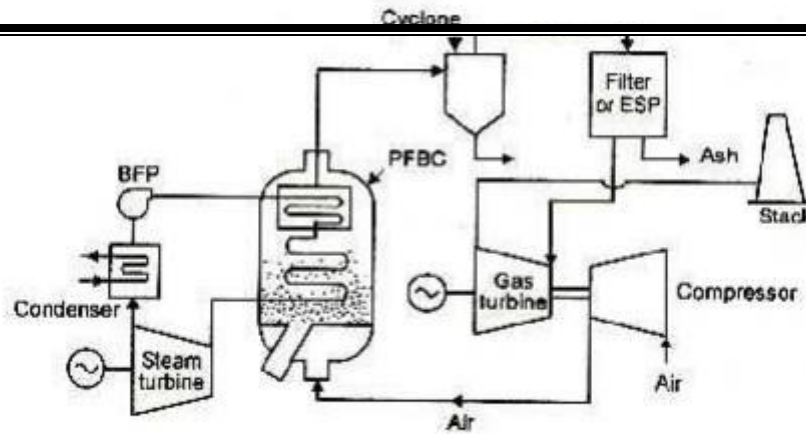 Cyclone
Filter
or ESP
PFBC
Ash
BFP
Stack
Gas
turbine
Compressor
Condenser
Steam
turbine
Air
Air